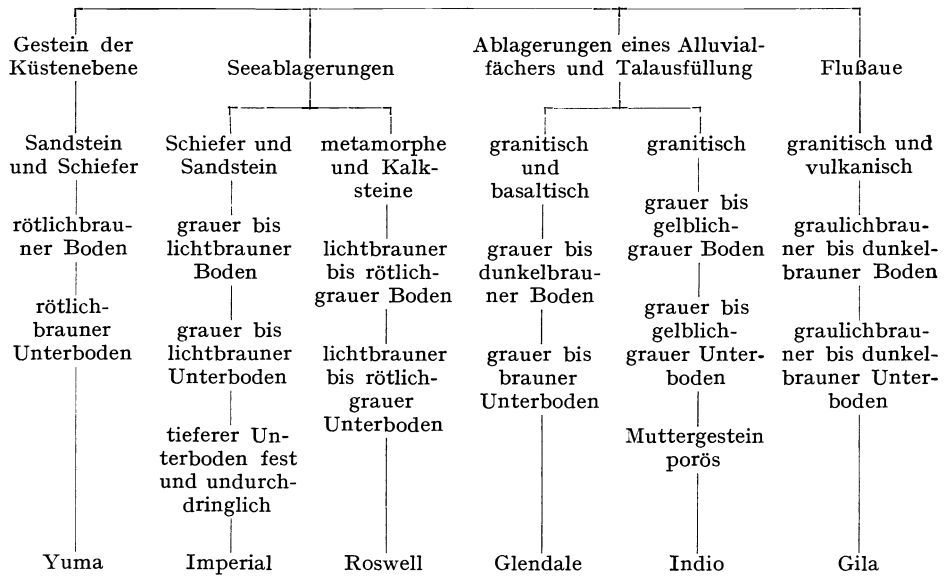 Gestein der
Küstenebene
Seeablagerungen
Ablagerungen eines Alluvial-
fächers und Talausfüllung
Flußaue
Sandstein
und Schiefer
rötlichbrau-
ner Boden
rötlich-
brauner
Unterboden
Yuma
Schiefer und
Sandstein
grauer bis
lichtbrauner
Boden
grauer bis
lichtbrauner
Unterboden
tieferer Un-
terboden fest
und undurch-
dringlich
Imperial
metamorphe
und Kalk-
steine
lichtbrauner
bis rötlich-
grauer Boden
lichtbrauner
bis rötlich-
grauer
Unterboden
Roswell
granitisch
und
basaltisch
grauer bis
dunkelbrau-
ner Boden
grauer bis
brauner
Unterboden
Glendale
granitisch
grauer bis
gelblich-
grauer Boden
grauer bis
gelblich-
grauer Unter-
boden
Muttergestein
porös
Indio
granitisch und
vulkanisch
graulichbrau-
ner bis dunkel-
brauner Boden
graulichbrau-
ner bis dunkel-
brauner Unter-
boden
Gila